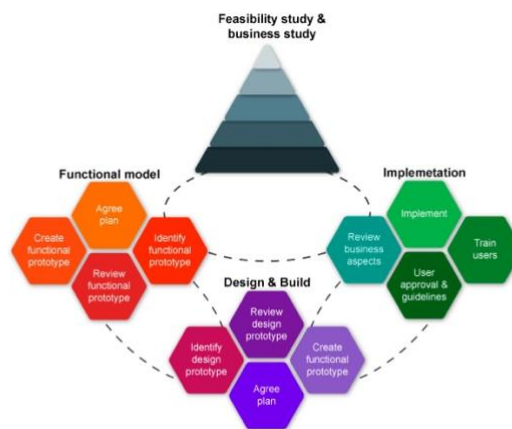 Feasibility study &
business study
Functional model
Agree
plan
Create
functional
prototype
Identify
functional
prototype
Review
functional
prototype
Implemetation
Implement
Review
business
aspects
Train
users
User
approval &
guidelines
Design & Build
Review
design
prototype
Identify
design
prototype
Create
functional
prototype
Agree
plan